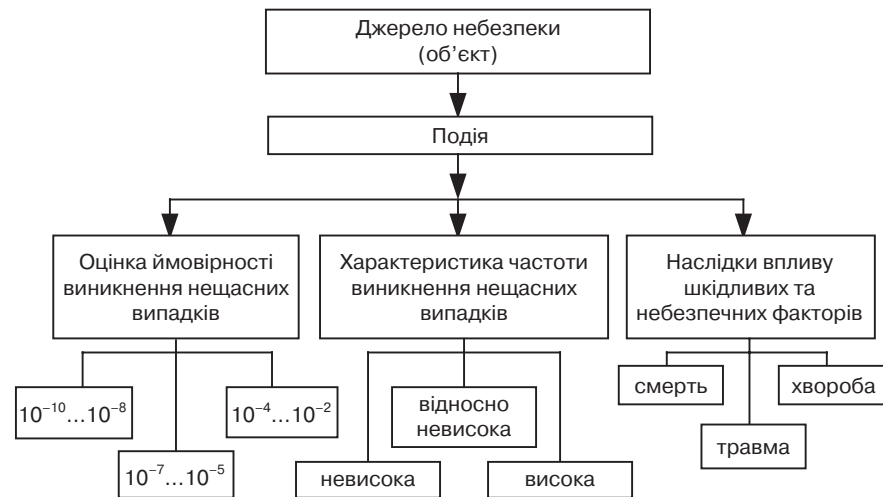 Джерело небезпеки
(об’єкт)
Подія
Оцінка ймовірності
виникнення нещасних
випадків
Характеристика частоти
виникнення нещасних
випадків
Наслідки впливу
шкідливих та
небезпечних факторів
10⁻¹⁰...10⁻⁸
10⁻⁷...10⁻⁵
10⁻⁴...10⁻²
невисока
відносно
невисока
висока
смерть
травма
хвороба